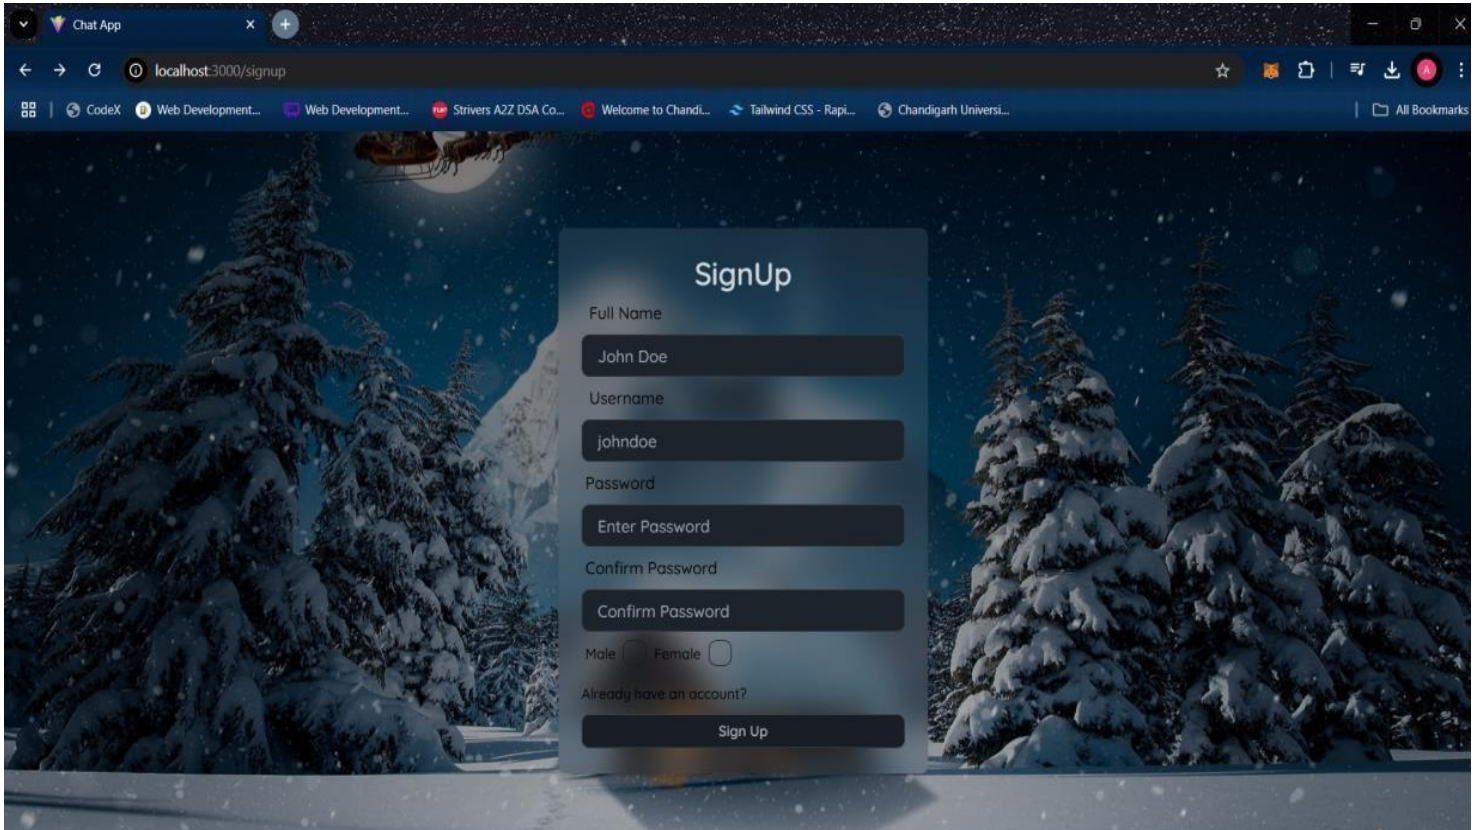 Chat App
localhost:3000/signup
CodeX Web Development... Web Development... Strivers A2Z DSA Co... Welcome to Chandi... Tailwind CSS - Rapi... Chandigarh Universi... All Bookmarks
SignUp
Full Name
John Doe
Username
johndoe
Password
Enter Password
Confirm Password
Confirm Password
Male Female
Already have an account?
Sign Up